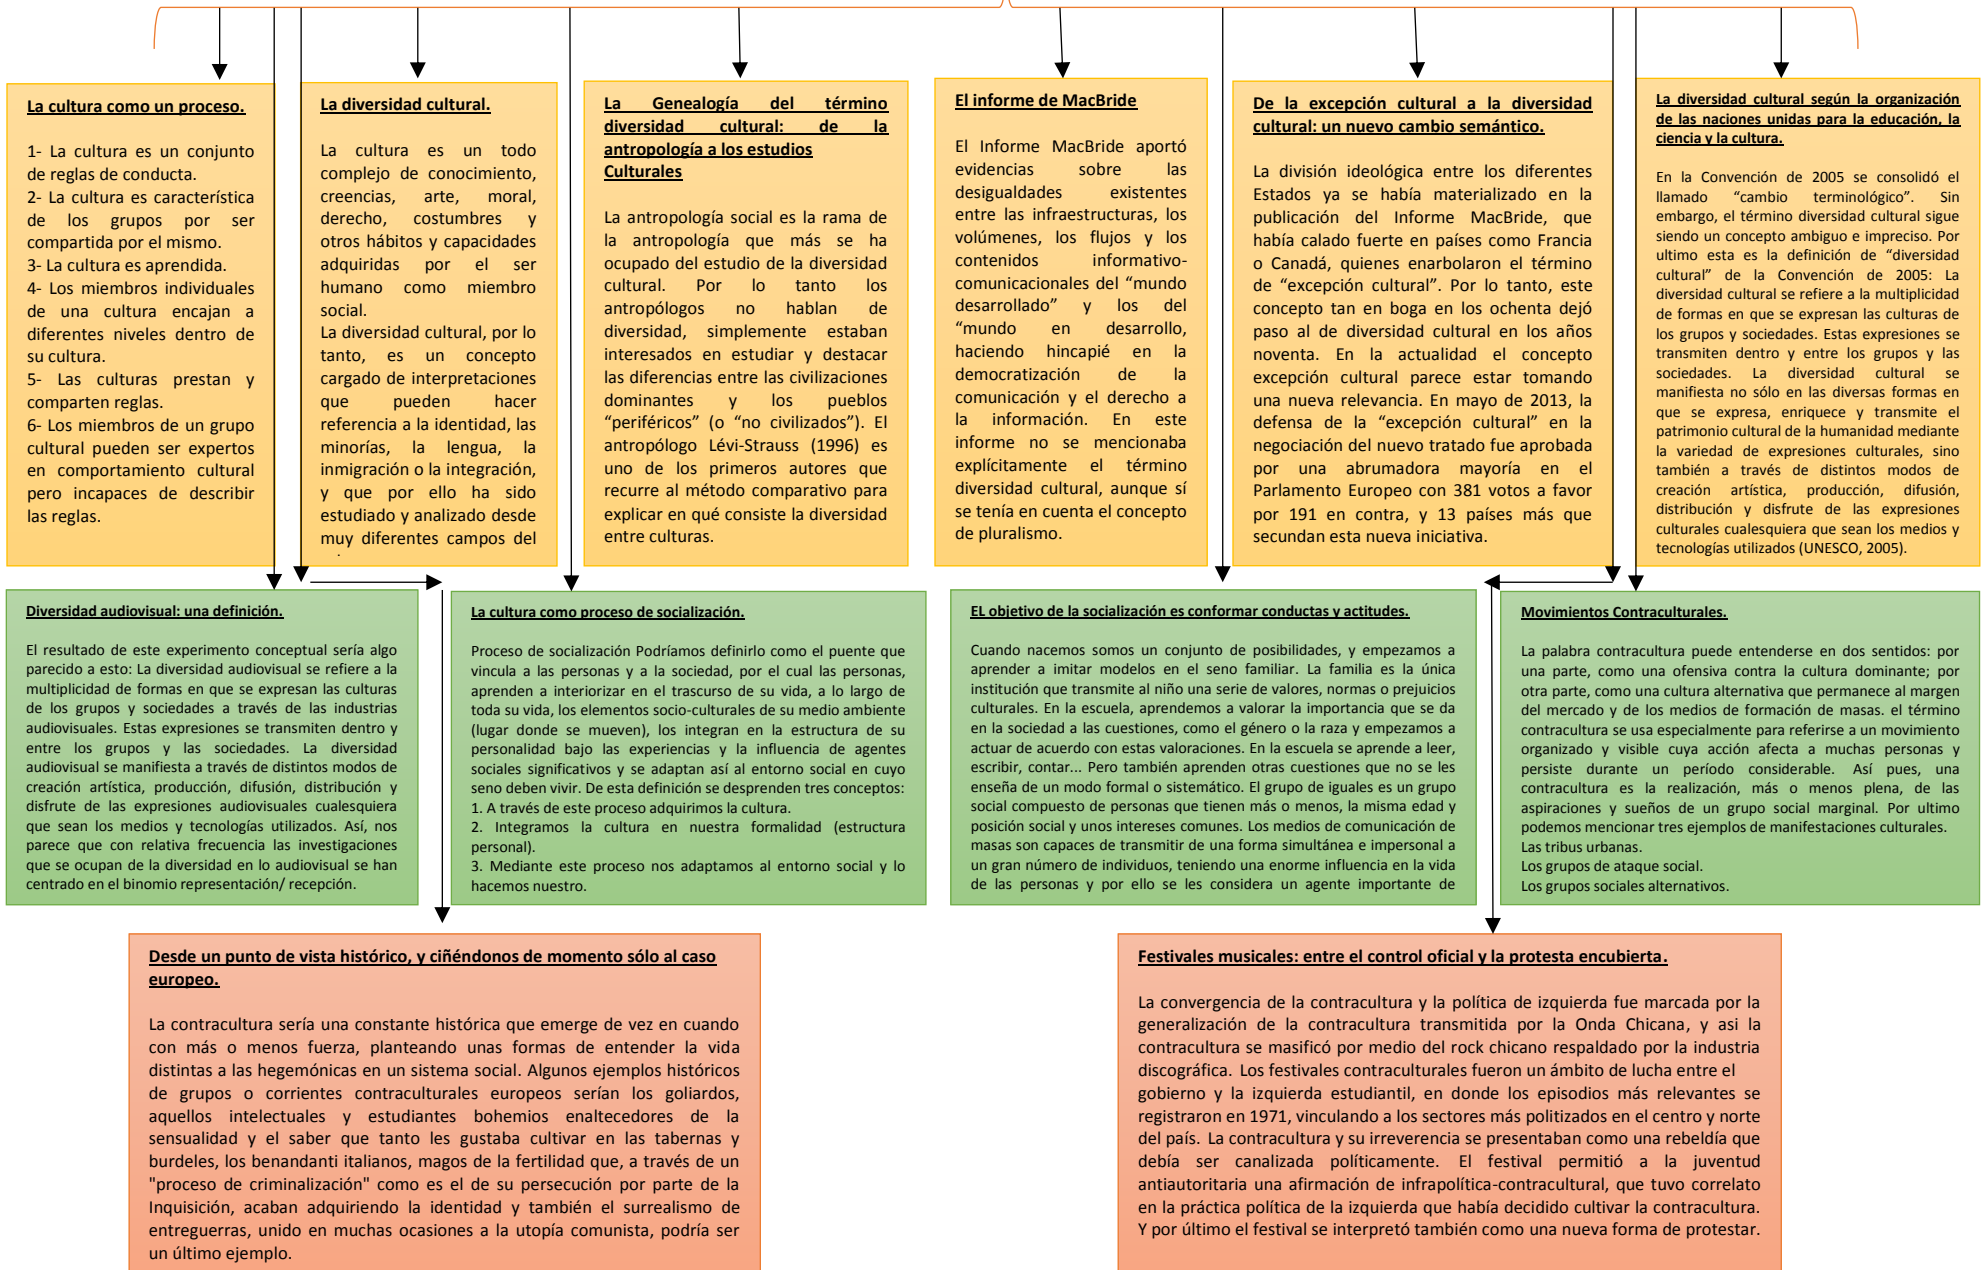 La cultura como un proceso.
1- La cultura es un conjunto
de reglas de conducta.
2- La cultura es característica
de los grupos por ser
compartida por el mismo.
3- La cultura es aprendida.
4- Los miembros individuales
de una cultura encajan a
diferentes niveles dentro de
su cultura.
5- Las culturas prestan y
comparten reglas.
6- Los miembros de un grupo
cultural pueden ser expertos
en comportamiento cultural
pero incapaces de describir
las reglas.
La diversidad cultural.
La cultura es un todo
complejo de conocimiento,
creencias, arte, moral,
derecho, costumbres y
otros hábitos y capacidades
adquiridas por el ser
humano como miembro
social.
La diversidad cultural, por lo
tanto, es un concepto
cargado de interpretaciones
que pueden hacer
referencia a la identidad, las
minorías, la lengua, la
inmigración o la integración,
y que por ello ha sido
estudiado y analizado desde
muy diferentes campos del
La Genealogía del término
diversidad cultural: de la
antropología a los estudios
Culturales
La antropología social es la rama de
la antropología que más se ha
ocupado del estudio de la diversidad
cultural. Por lo tanto los
antropólogos no hablan de
diversidad, simplemente estaban
interesados en estudiar y destacar
las diferencias entre las civilizaciones
dominantes y los pueblos
“periféricos” (o “no civilizados”). El
antropólogo Lévi-Strauss (1996) es
uno de los primeros autores que
recurre al método comparativo para
explicar en qué consiste la diversidad
entre culturas.
El informe de MacBride
El Informe MacBride aportó
evidencias sobre las
desigualdades existentes
entre las infraestructuras, los
volúmenes, los flujos y los
contenidos informativo-
comunicacionales del “mundo
desarrollado” y los del
“mundo en desarrollo,
haciendo hincapié en la
democratización de la
comunicación y el derecho a
la información. En este
informe no se mencionaba
explícitamente el término
diversidad cultural, aunque sí
se tenía en cuenta el concepto
de pluralismo.
De la excepción cultural a la diversidad
cultural: un nuevo cambio semántico.
La división ideológica entre los diferentes
Estados ya se había materializado en la
publicación del Informe MacBride, que
había calado fuerte en países como Francia
o Canadá, quienes enarbolaron el término
de “excepción cultural”. Por lo tanto, este
concepto tan en boga en los ochenta dejó
paso al de diversidad cultural en los años
noventa. En la actualidad el concepto
excepción cultural parece estar tomando
una nueva relevancia. En mayo de 2013, la
defensa de la “excepción cultural” en la
negociación del nuevo tratado fue aprobada
por una abrumadora mayoría en el
Parlamento Europeo con 381 votos a favor
por 191 en contra, y 13 países más que
secundan esta nueva iniciativa.
La diversidad cultural según la organización
de las naciones unidas para la educación, la
ciencia y la cultura.
En la Convención de 2005 se consolidó el
llamado “cambio terminológico”. Sin
embargo, el término diversidad cultural sigue
siendo un concepto ambiguo e impreciso. Por
ultimo esta es la definición de “diversidad
cultural” de la Convención de 2005: La
diversidad cultural se refiere a la multiplicidad
de formas en que se expresan las culturas de
los grupos y sociedades. Estas expresiones se
transmiten dentro y entre los grupos y las
sociedades. La diversidad cultural se
manifiesta no sólo en las diversas formas en
que se expresa, enriquece y transmite el
patrimonio cultural de la humanidad mediante
la variedad de expresiones culturales, sino
también a través de distintos modos de
creación artística, producción, difusión,
distribución y disfrute de las expresiones
culturales cualesquiera que sean los medios y
tecnologías utilizados (UNESCO, 2005).
Diversidad audiovisual: una definición.
El resultado de este experimento conceptual sería algo
parecido a esto: La diversidad audiovisual se refiere a la
multiplicidad de formas en que se expresan las culturas
de los grupos y sociedades a través de las industrias
audiovisuales. Estas expresiones se transmiten dentro y
entre los grupos y las sociedades. La diversidad
audiovisual se manifiesta a través de distintos modos de
creación artística, producción, difusión, distribución y
disfrute de las expresiones audiovisuales cualesquiera
que sean los medios y tecnologías utilizados. Así, nos
parece que con relativa frecuencia las investigaciones
que se ocupan de la diversidad en lo audiovisual se han
centrado en el binomio representación/ recepción.
La cultura como proceso de socialización.
Proceso de socialización Podríamos definirlo como el puente que
vincula a las personas y a la sociedad, por el cual las personas,
aprenden a interiorizar en el trascurso de su vida, a lo largo de
toda su vida, los elementos socio-culturales de su medio ambiente
(lugar donde se mueven), los integran en la estructura de su
personalidad bajo las experiencias y la influencia de agentes
sociales significativos y se adaptan así al entorno social en cuyo
seno deben vivir. De esta definición se desprenden tres conceptos:
1. A través de este proceso adquirimos la cultura.
2. Integramos la cultura en nuestra formalidad (estructura
personal).
3. Mediante este proceso nos adaptamos al entorno social y lo
hacemos nuestro.
EL objetivo de la socialización es conformar conductas y actitudes.
Cuando nacemos somos un conjunto de posibilidades, y empezamos a
aprender a imitar modelos en el seno familiar. La familia es la única
institución que transmite al niño una serie de valores, normas o prejuicios
culturales. En la escuela, aprendemos a valorar la importancia que se da
en la sociedad a las cuestiones, como el género o la raza y empezamos a
actuar de acuerdo con estas valoraciones. En la escuela se aprende a leer,
escribir, contar... Pero también aprenden otras cuestiones que no se les
enseña de un modo formal o sistemático. El grupo de iguales es un grupo
social compuesto de personas que tienen más o menos, la misma edad y
posición social y unos intereses comunes. Los medios de comunicación de
masas son capaces de transmitir de una forma simultánea e impersonal a
un gran número de individuos, teniendo una enorme influencia en la vida
de las personas y por ello se les considera un agente importante de
Movimientos Contraculturales.
La palabra contracultura puede entenderse en dos sentidos: por
una parte, como una ofensiva contra la cultura dominante; por
otra parte, como una cultura alternativa que permanece al margen
del mercado y de los medios de formación de masas. el término
contracultura se usa especialmente para referirse a un movimiento
organizado y visible cuya acción afecta a muchas personas y
persiste durante un período considerable. Así pues, una
contracultura es la realización, más o menos plena, de las
aspiraciones y sueños de un grupo social marginal. Por ultimo
podemos mencionar tres ejemplos de manifestaciones culturales.
Las tribus urbanas.
Los grupos de ataque social.
Los grupos sociales alternativos.
Desde un punto de vista histórico, y ciñéndonos de momento sólo al caso
europeo.
La contracultura sería una constante histórica que emerge de vez en cuando
con más o menos fuerza, planteando unas formas de entender la vida
distintas a las hegemónicas en un sistema social. Algunos ejemplos históricos
de grupos o corrientes contraculturales europeos serían los goliardos,
aquellos intelectuales y estudiantes bohemios enaltecedores de la
sensualidad y el saber que tanto les gustaba cultivar en las tabernas y
burdeles, los benandanti italianos, magos de la fertilidad que, a través de un
"proceso de criminalización" como es el de su persecución por parte de la
Inquisición, acaban adquiriendo la identidad y también el surrealismo de
entreguerras, unido en muchas ocasiones a la utopía comunista, podría ser
un último ejemplo.
Festivales musicales: entre el control oficial y la protesta encubierta.
La convergencia de la contracultura y la política de izquierda fue marcada por la
generalización de la contracultura transmitida por la Onda Chicana, y asi la
contracultura se masificó por medio del rock chicano respaldado por la industria
discográfica. Los festivales contraculturales fueron un ámbito de lucha entre el
gobierno y la izquierda estudiantil, en donde los episodios más relevantes se
registraron en 1971, vinculando a los sectores más politizados en el centro y norte
del país. La contracultura y su irreverencia se presentaban como una rebeldía que
debía ser canalizada políticamente. El festival permitió a la juventud
antiautoritaria una afirmación de infrapolítica-contracultural, que tuvo correlato
en la práctica política de la izquierda que había decidido cultivar la contracultura.
Y por último el festival se interpretó también como una nueva forma de protestar.